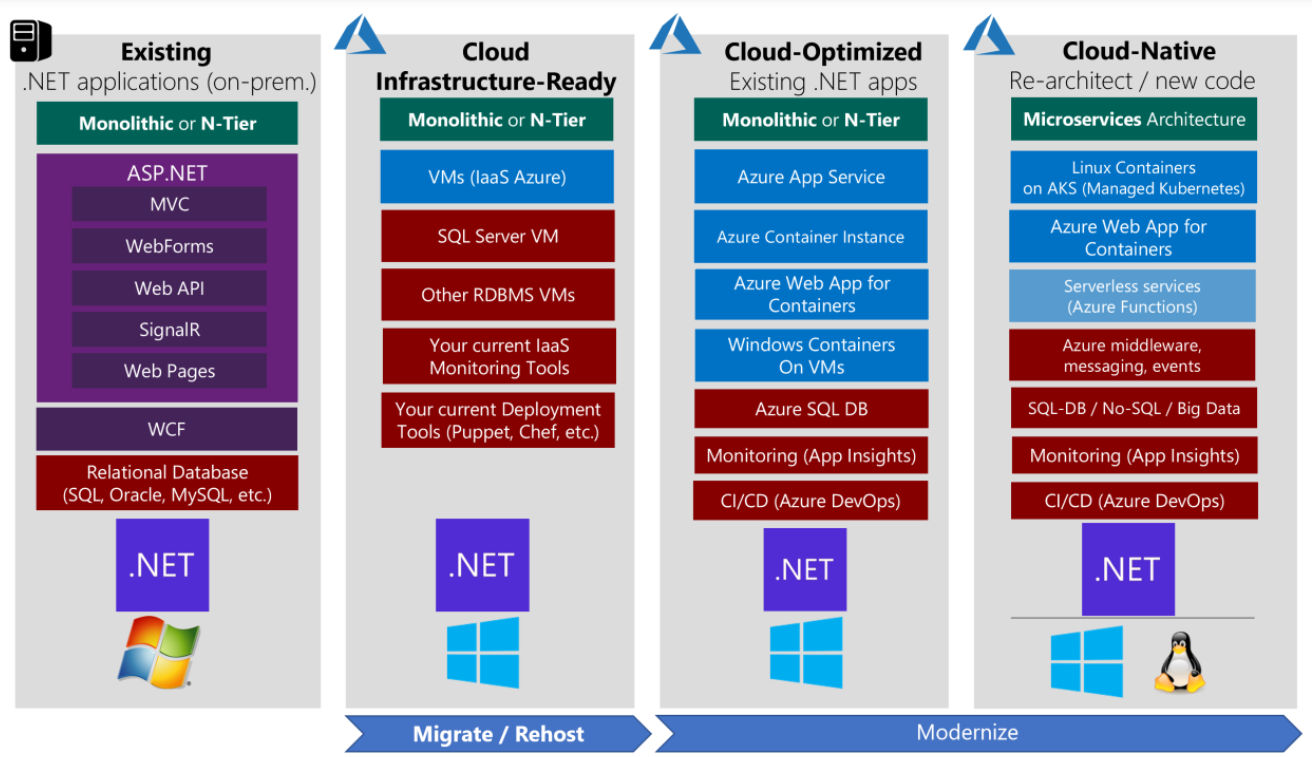 Existing
.NET applications (on-prem.)
Monolithic or N-Tier
ASP.NET
MVC
WebForms
Web API
SignalR
Web Pages
WCF
Relational Database
(SQL, Oracle, MySQL, etc.)
.NET
Cloud
Infrastructure-Ready
Monolithic or N-Tier
VMs (IaaS Azure)
SQL Server VM
Other RDBMS VMs
Your current IaaS
Monitoring Tools
Your current Deployment
Tools (Puppet, Chef, etc.)
.NET
Cloud-Optimized
Existing .NET apps
Monolithic or N-Tier
Azure App Service
Azure Container Instance
Azure Web App for
Containers
Windows Containers
On VMs
Azure SQL DB
Monitoring (App Insights)
CI/CD (Azure DevOps)
.NET
Cloud-Native
Re-architect / new code
Microservices Architecture
Linux Containers
on AKS (Managed Kubernetes)
Azure Web App for
Containers
Serverless services
(Azure Functions)
Azure middleware,
messaging, events
SQL-DB / No-SQL / Big Data
Monitoring (App Insights)
CI/CD (Azure DevOps)
.NET
Migrate / Rehost
Modernize